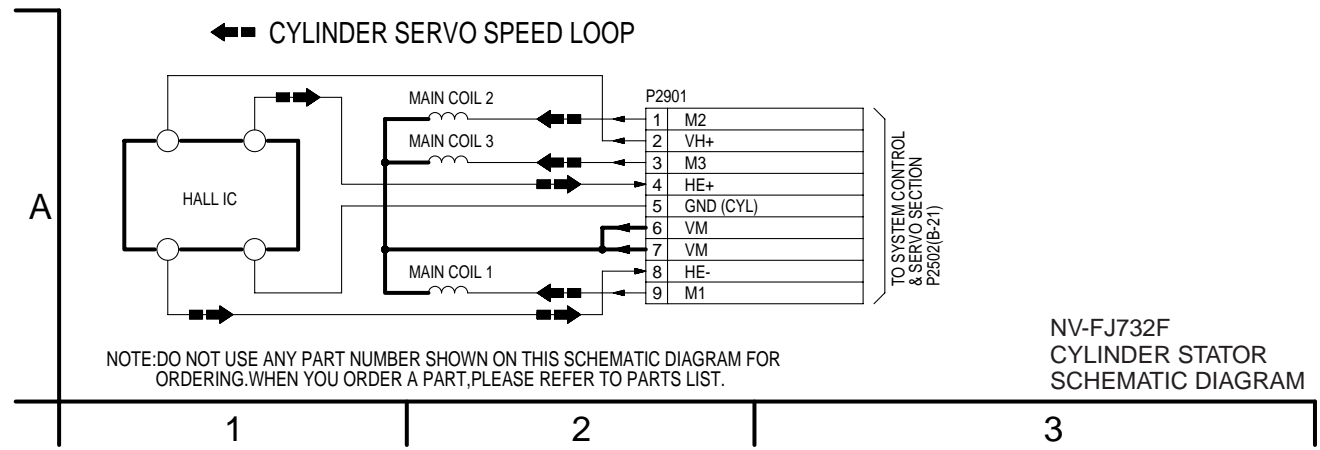 CYLINDER SERVO SPEED LOOP
P2901
MAIN COIL 2
1 M2
2 VH+
MAIN COIL 3
3 M3
4 HE+
HALL IC
5 GND (CYL)
6 VM
7 VM
MAIN COIL 1
8 HE-
9 M1
TO SYSTEM CONTROL
& SERVO SECTION
P2502(B-21)
A
NOTE:DO NOT USE ANY PART NUMBER SHOWN ON THIS SCHEMATIC DIAGRAM FOR
ORDERING.WHEN YOU ORDER A PART,PLEASE REFER TO PARTS LIST.
NV-FJ732F
CYLINDER STATOR
SCHEMATIC DIAGRAM
1 2 3